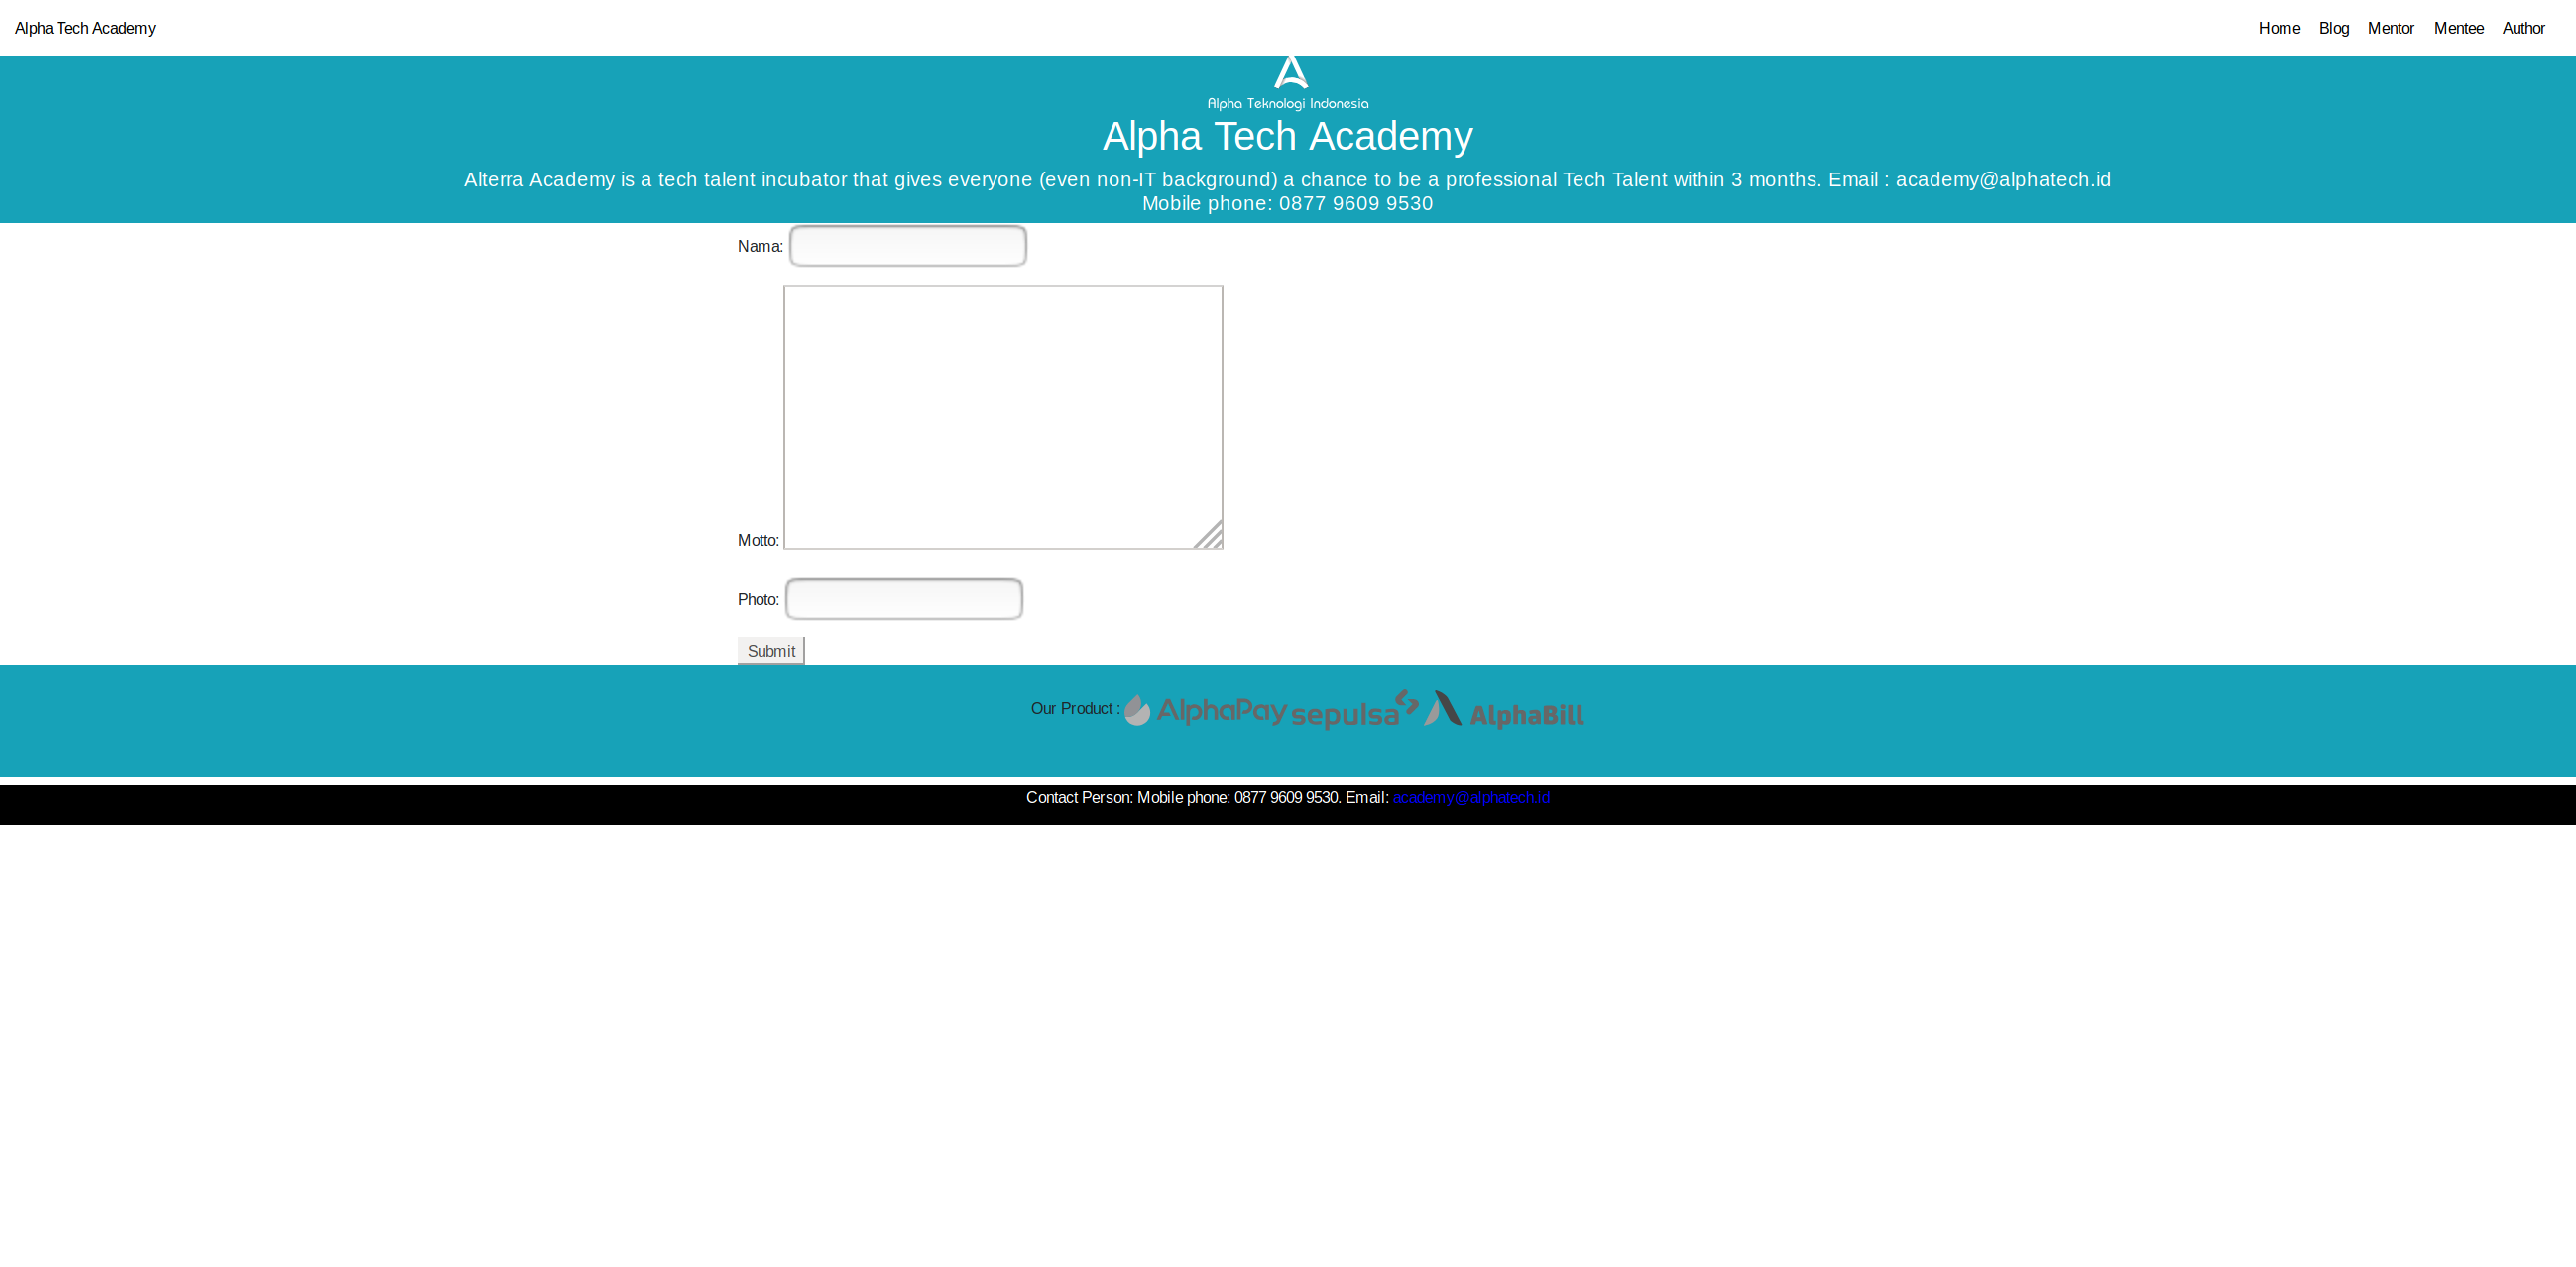 Alpha Tech Academy
Home Blog Mentor Mentee Author
Alpha Teknologi Indonesia
Alpha Tech Academy
Alterra Academy is a tech talent incubator that gives everyone (even non-IT background) a chance to be a professional Tech Talent within 3 months. Email : academy@alphatech.id
Mobile phone: 0877 9609 9530
Nama:
Motto:
Photo:
Submit
Our Product : AlphaPay sepulsa AlphaBill
Contact Person: Mobile phone: 0877 9609 9530. Email: academy@alphatech.id